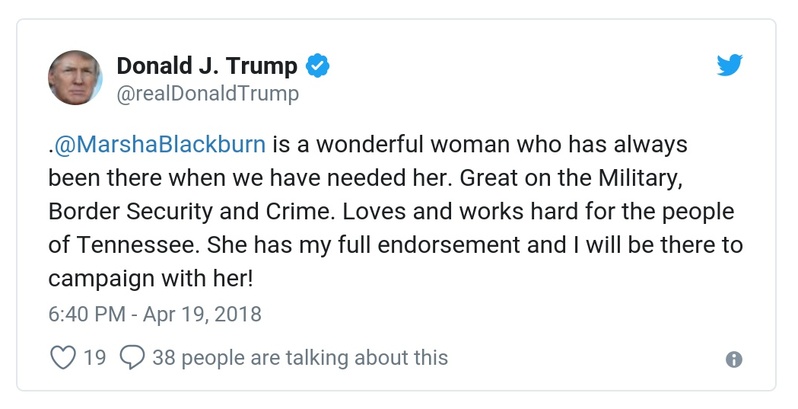 Donald J. Trump
@realDonaldTrump
.@MarshaBlackburn is a wonderful woman who has always
been there when we have needed her. Great on the Military,
Border Security and Crime. Loves and works hard for the people
of Tennessee. She has my full endorsement and I will be there to
campaign with her!
6:40 PM - Apr 19, 2018
19 38 people are talking about this